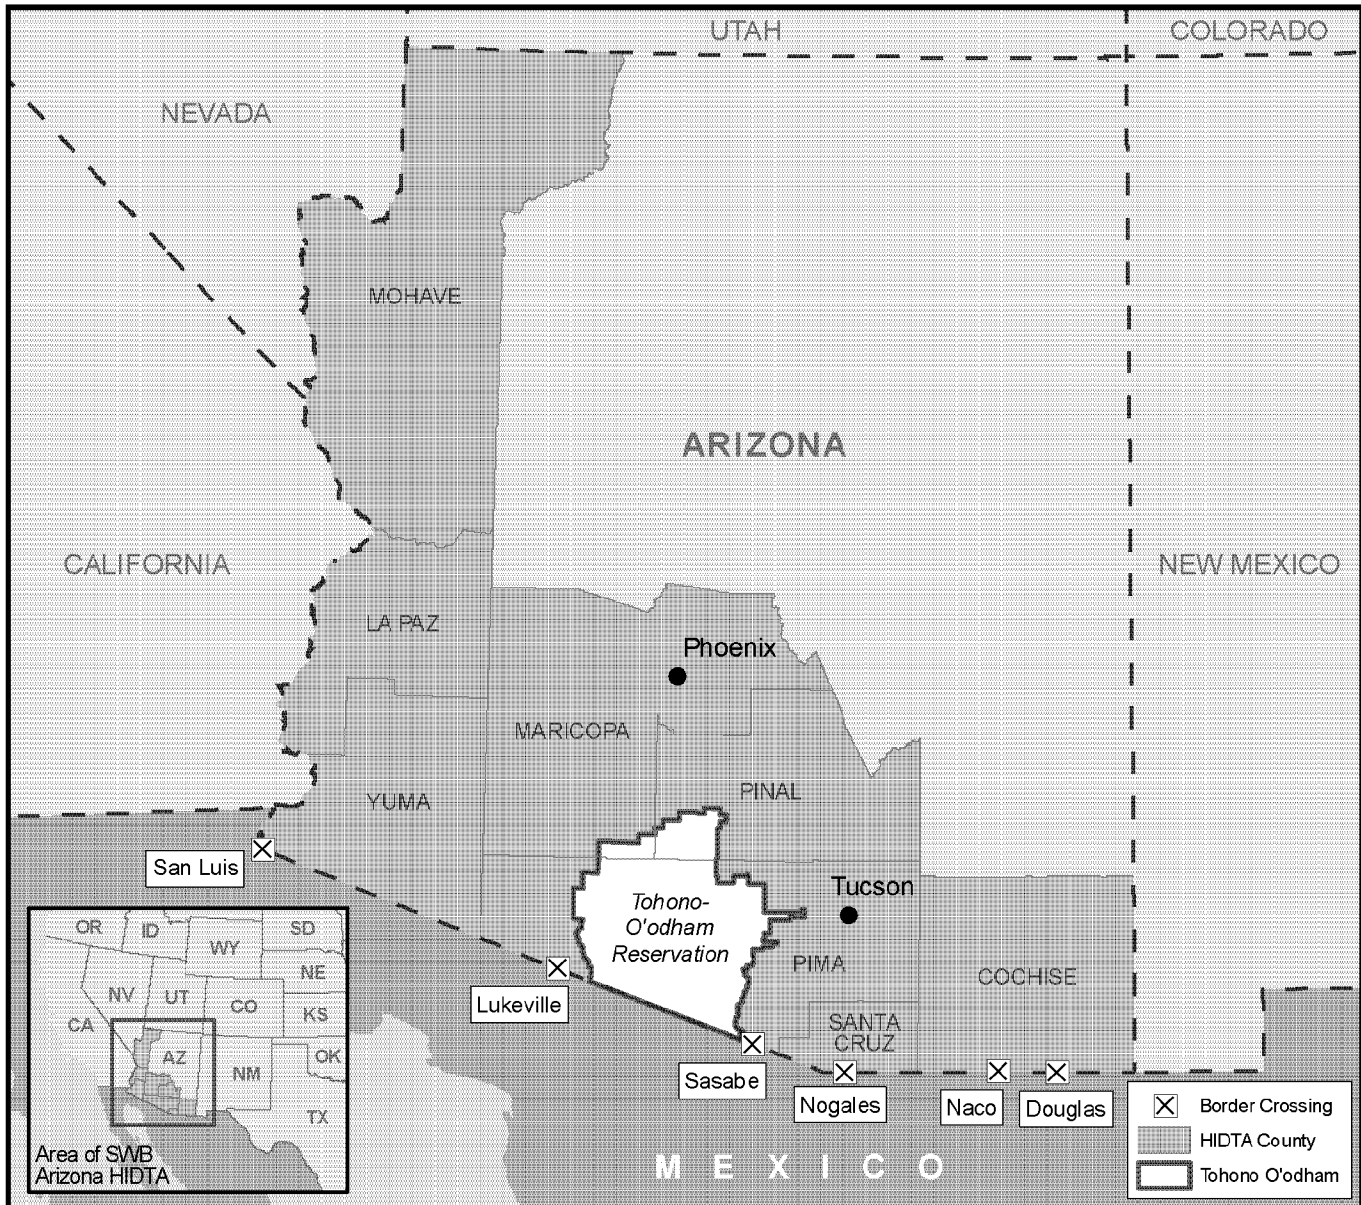 UTAH
COLORADO
NEVADA
MOHAVE
ARIZONA
CALIFORNIA
NEW MEXICO
LA PAZ
Phoenix
MARICOPA
YUMA
PINAL
San Luis
Tucson
Tohono-
O'odham
Reservation
PIMA
COCHISE
Lukeville
SANTA
CRUZ
Sasabe
Nogales
Naco
Douglas
MEXICO
OR
ID
WY
SD
NE
NV
UT
CO
KS
CA
AZ
NM
OK
TX
Area of SWB
Arizona HIDTA
Border Crossing
HIDTA County
Tohono O'odham